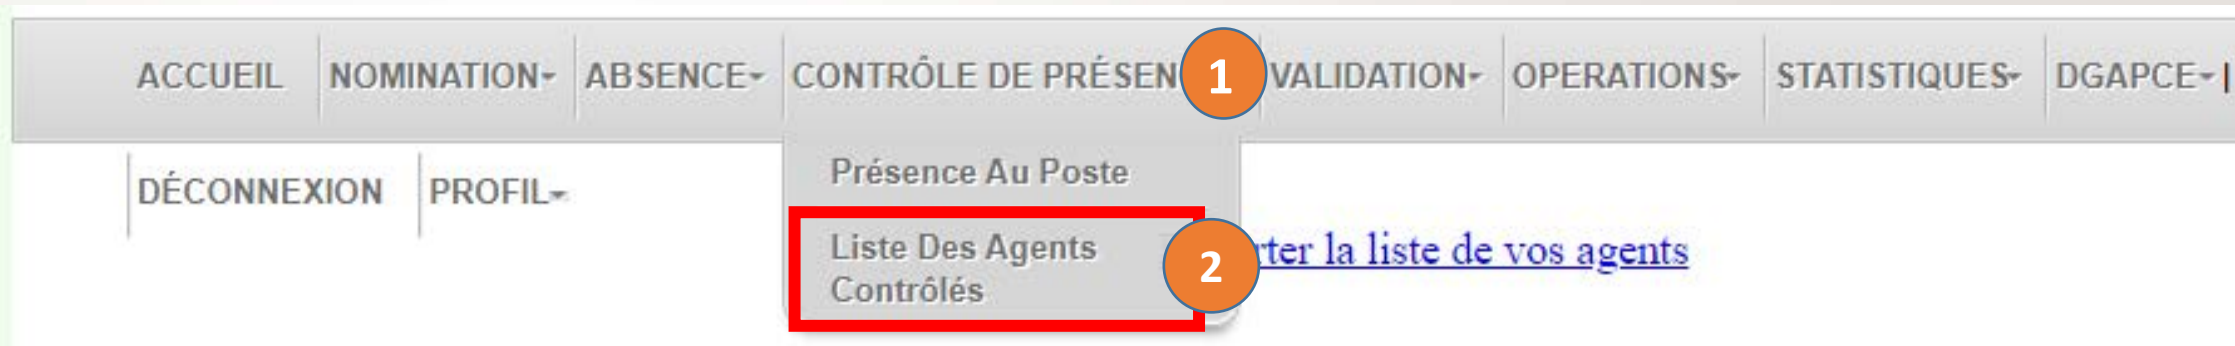 ACCUEIL NOMINATION ABSENCE CONTRÔLE DE PRÉSEN 1 VALIDATION OPERATIONS STATISTIQUES DGAPCE
DÉCONNEXION PROFIL
Présence Au Poste
Liste Des Agents
Contrôlés
2
rter la liste de vos agents